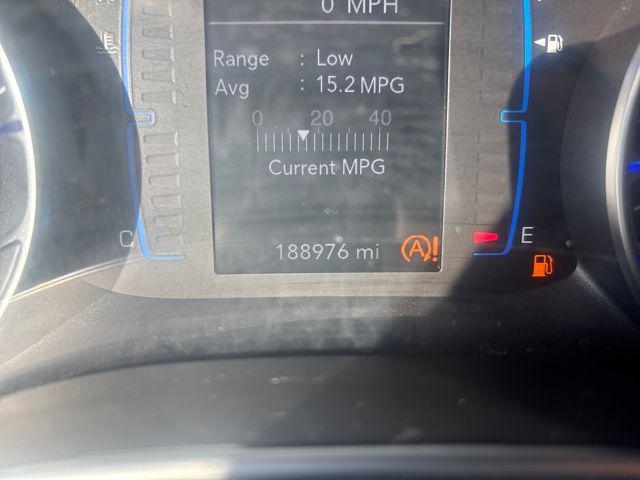 0 MPH
Range : Low
Avg : 15.2 MPG
0 20 40
Current MPG
C
188976 mi
A!
E